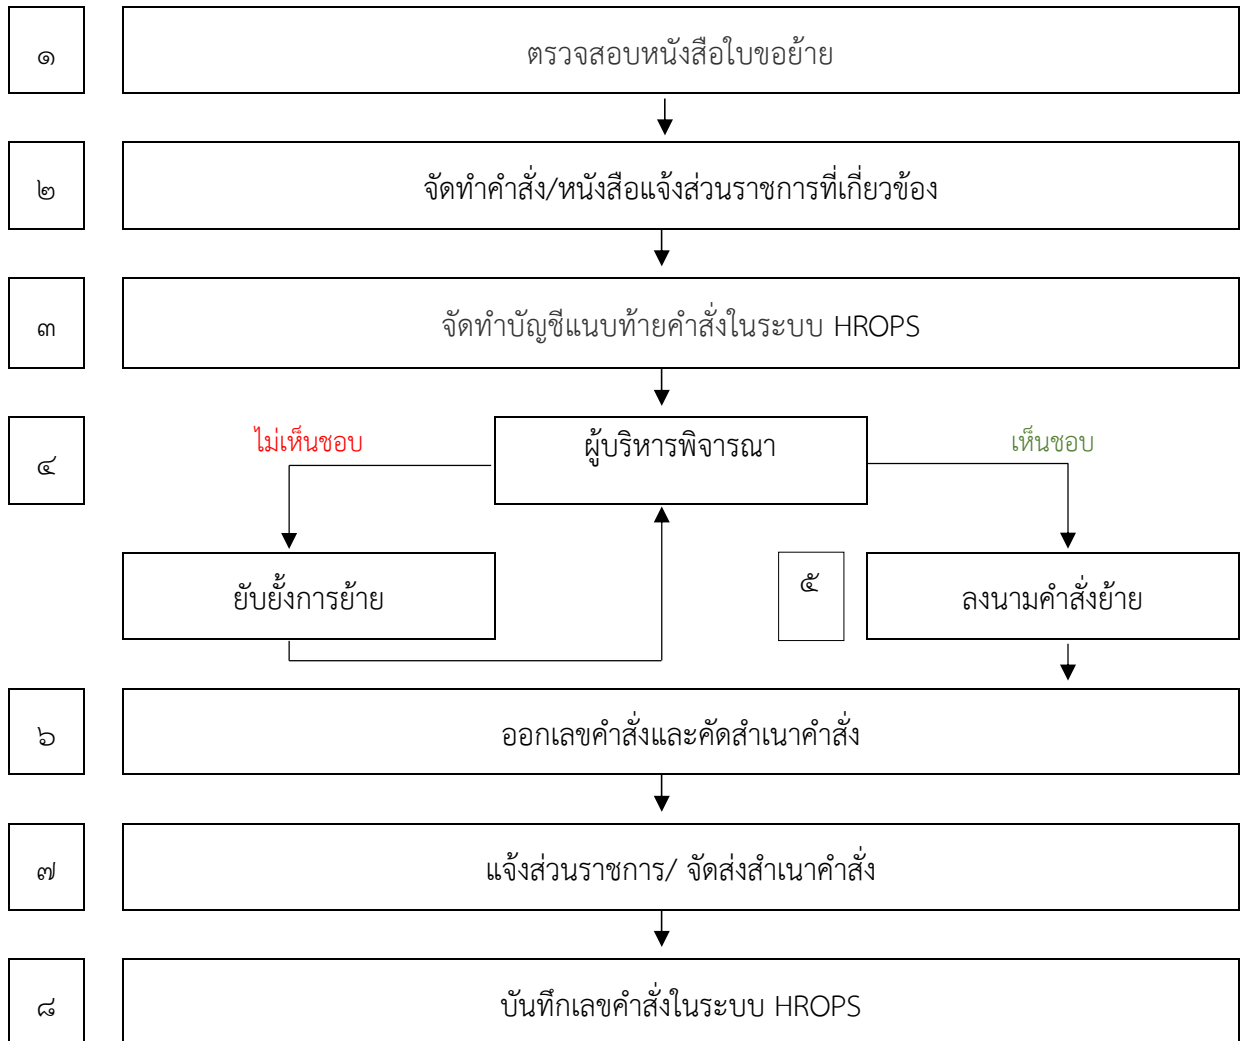 ๑
ตรวจสอบหนังสือใบขอย้าย
๒
จัดทำคำสั่ง/หนังสือแจ้งส่วนราชการที่เกี่ยวข้อง
๓
จัดทำบัญชีแนบท้ายคำสั่งในระบบ HROPS
๔
ไม่เห็นชอบ
ผู้บริหารพิจารณา
เห็นชอบ
ยับยั้งการย้าย
๕
ลงนามคำสั่งย้าย
๖
ออกเลขคำสั่งและคัดสำเนาคำสั่ง
๗
แจ้งส่วนราชการ/ จัดส่งสำเนาคำสั่ง
๘
บันทึกเลขคำสั่งในระบบ HROPS